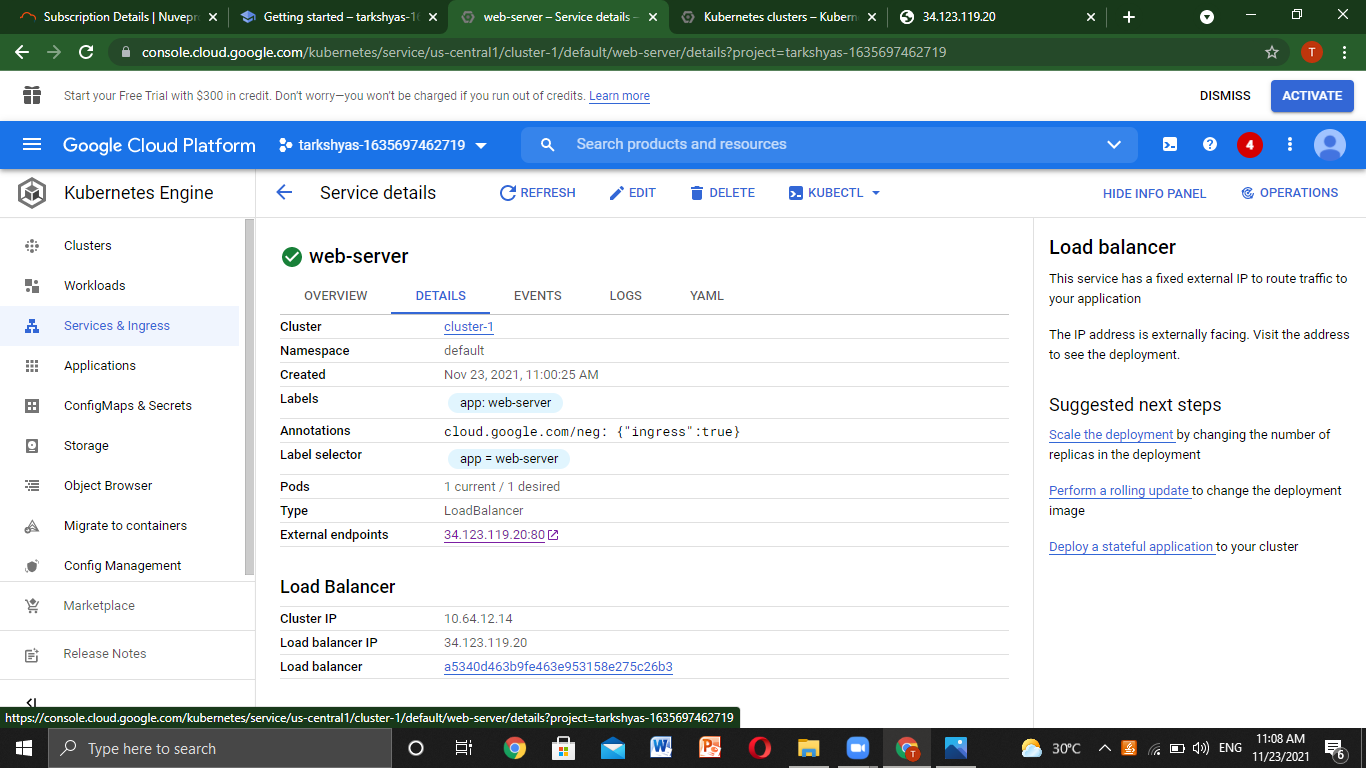 Subscription Details | Nuvepr
Getting started – tarkshyas-16
web-server – Service details –
Kubernetes clusters – Kubern
34.123.119.20
console.cloud.google.com/kubernetes/service/us-central1/cluster-1/default/web-server/details?project=tarkshyas-1635697462719
T
Start your Free Trial with $300 in credit. Don't worry—you won't be charged if you run out of credits. Learn more
DISMISS
ACTIVATE
Google Cloud Platform
tarkshyas-1635697462719
Search products and resources
4
Kubernetes Engine
Clusters
Workloads
Services & Ingress
Applications
ConfigMaps & Secrets
Storage
Object Browser
Migrate to containers
Config Management
Marketplace
Release Notes
Service details
REFRESH
EDIT
DELETE
KUBECTL
HIDE INFO PANEL
OPERATIONS
web-server
OVERVIEW
DETAILS
EVENTS
LOGS
YAML
Cluster cluster-1
Namespace default
Created Nov 23, 2021, 11:00:25 AM
Labels app: web-server
Annotations cloud.google.com/neg: {"ingress":true}
Label selector app = web-server
Pods 1 current / 1 desired
Type LoadBalancer
External endpoints 34.123.119.20:80
Load Balancer
Cluster IP 10.64.12.14
Load balancer IP 34.123.119.20
Load balancer a5340d463b9fe463e953158e275c26b3
Load balancer
This service has a fixed external IP to route traffic to
your application
The IP address is externally facing. Visit the address
to see the deployment.
Suggested next steps
Scale the deployment by changing the number of
replicas in the deployment
Perform a rolling update to change the deployment
image
Deploy a stateful application to your cluster
https://console.cloud.google.com/kubernetes/service/us-central1/cluster-1/default/web-server/details?project=tarkshyas-1635697462719
Type here to search
T
30°C
ENG
11:08 AM
11/23/2021
6